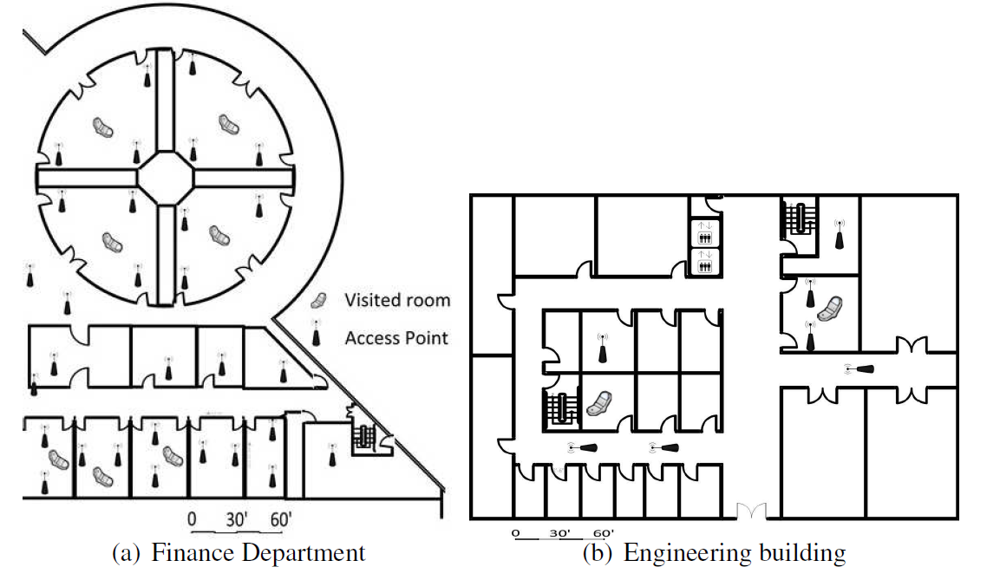 Visited room
Access Point
0 30' 60'
0 30' 60'
(a) Finance Department
(b) Engineering building